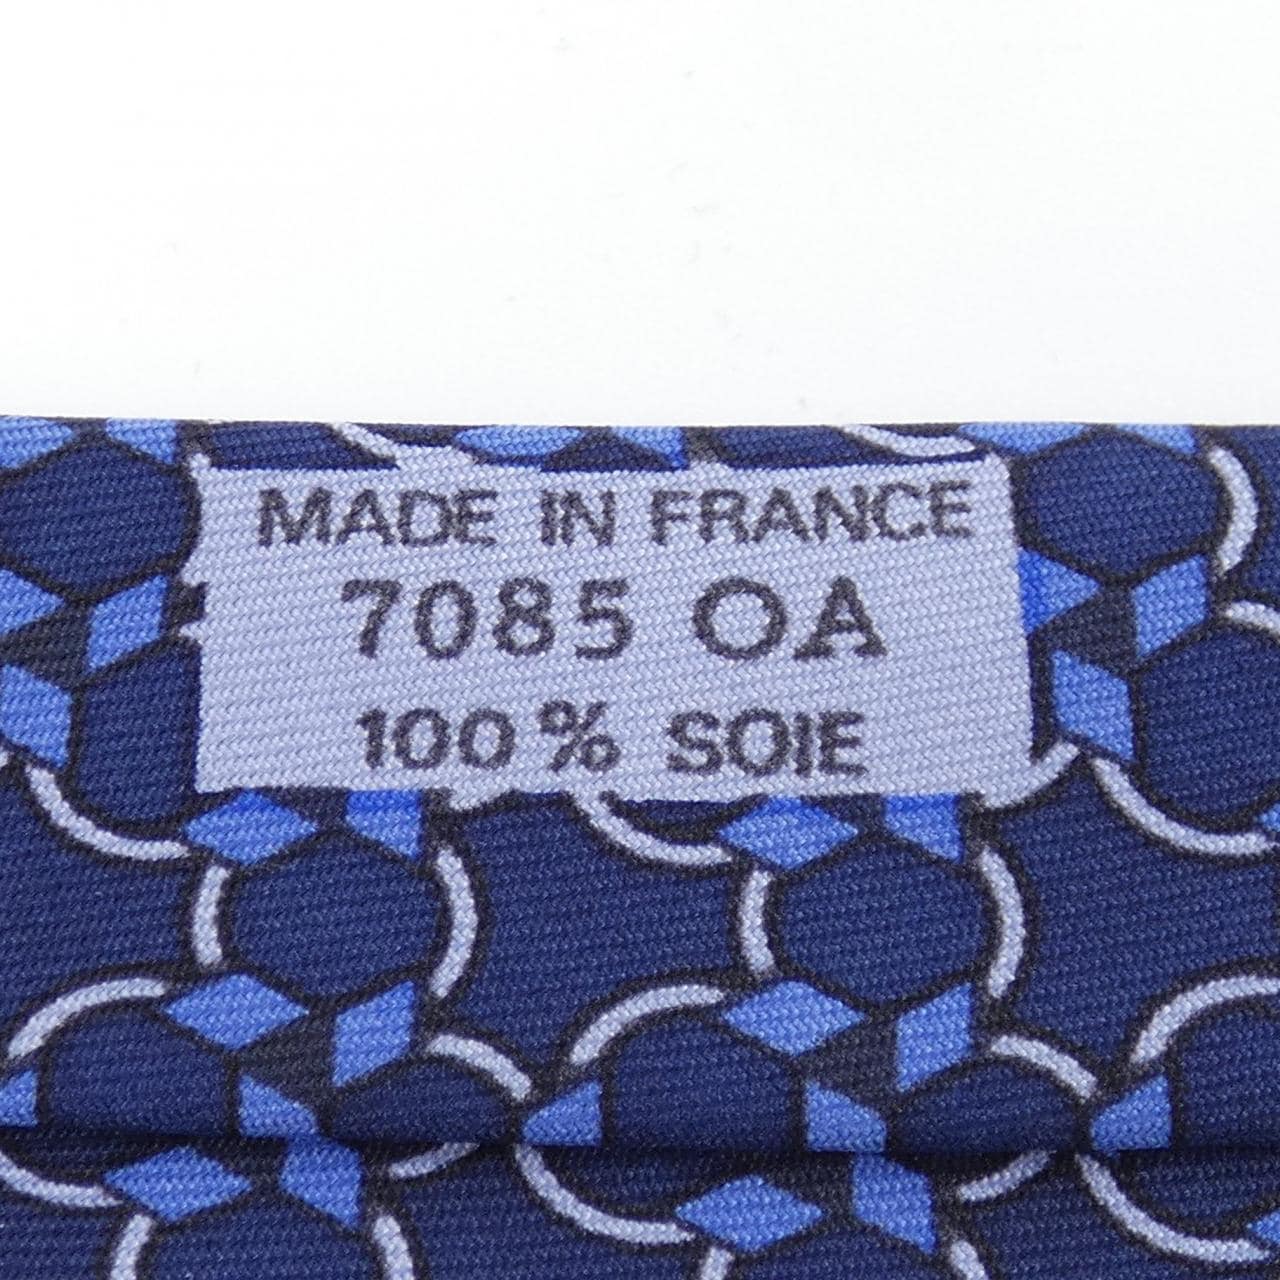 MADE IN FRANCE
7085 OA
100% SOIE